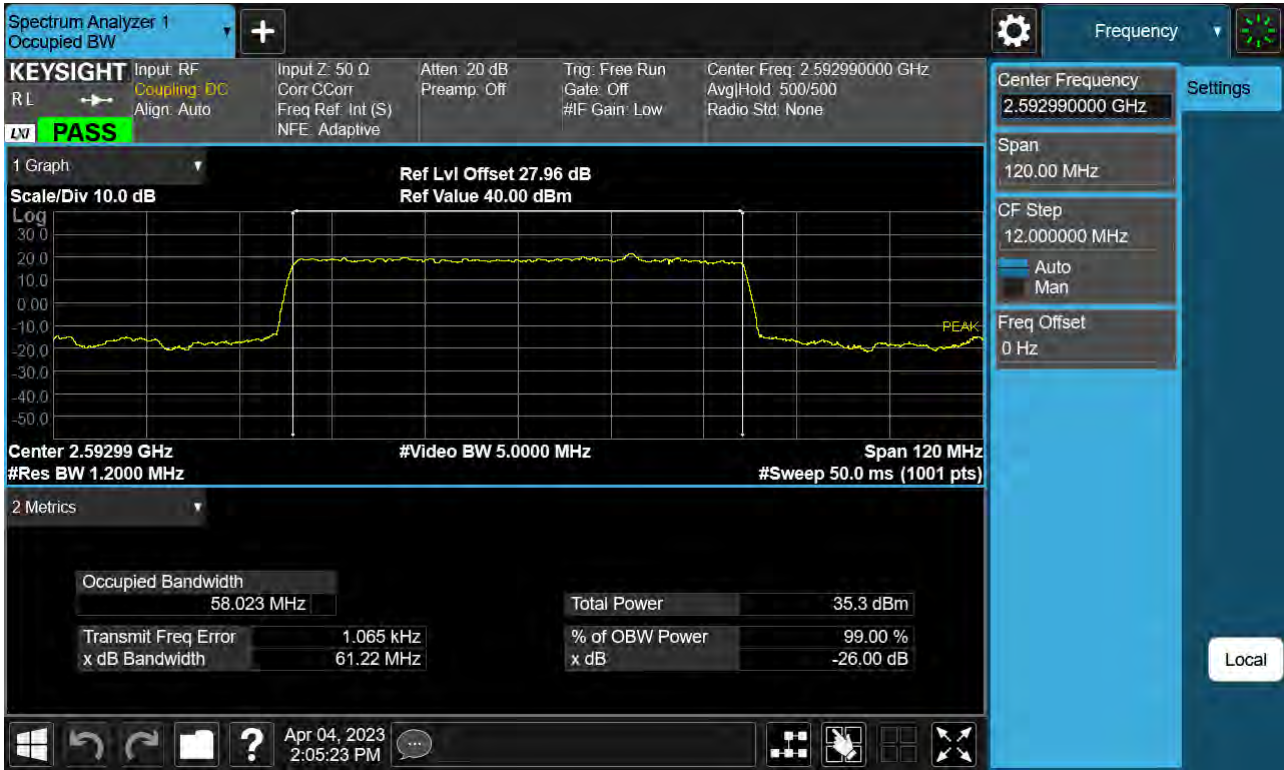 Spectrum Analyzer 1
Occupied BW
+
Frequency
KEYSIGHT
RL
LXI
PASS
Input: RF
Coupling: DC
Align: Auto
Input Z: 50 Ω
Corr CCorr
Freq Ref: Int (S)
NFE: Adaptive
Atten: 20 dB
Preamp: Off
Trig: Free Run
Gate: Off
#IF Gain: Low
Center Freq: 2.592990000 GHz
Avg|Hold: 500/500
Radio Std: None
1 Graph
Scale/Div 10.0 dB
Ref Lvl Offset 27.96 dB
Ref Value 40.00 dBm
Log
30.0
20.0
10.0
0.00
-10.0
-20.0
-30.0
-40.0
-50.0
PEAK
Center 2.59299 GHz
#Video BW 5.0000 MHz
Span 120 MHz
#Res BW 1.2000 MHz
#Sweep 50.0 ms (1001 pts)
2 Metrics
Occupied Bandwidth
58.023 MHz
Transmit Freq Error 1.065 kHz
x dB Bandwidth 61.22 MHz
Total Power 35.3 dBm
% of OBW Power 99.00 %
x dB -26.00 dB
Center Frequency
2.592990000 GHz
Span
120.00 MHz
CF Step
12.000000 MHz
Auto
Man
Freq Offset
0 Hz
Settings
Local
?
Apr 04, 2023
2:05:23 PM